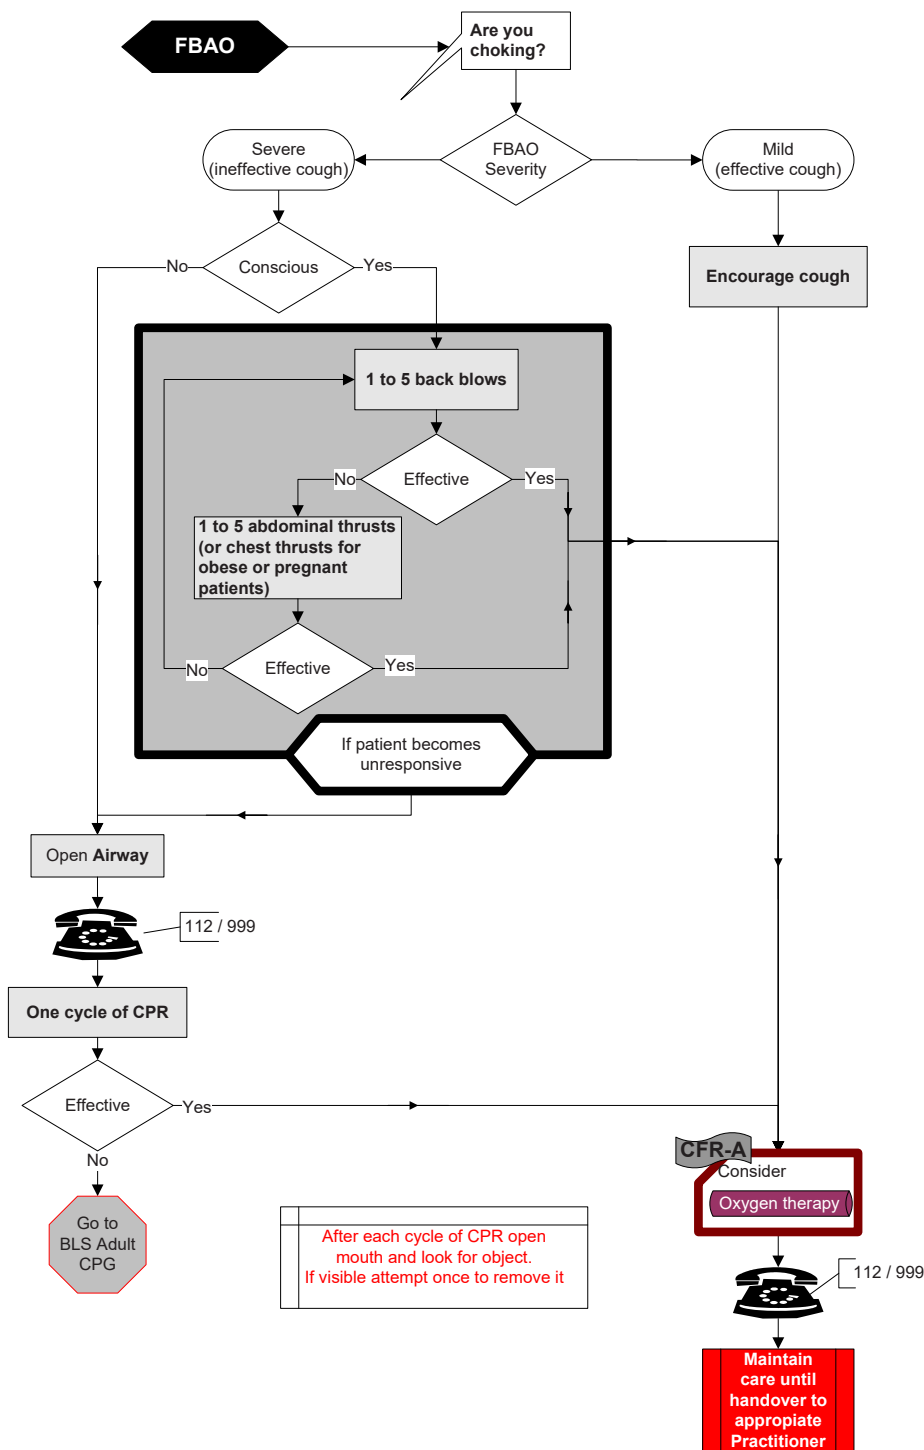 FBAO
Are you
choking?
Severe
(ineffective cough)
FBAO
Severity
Mild
(effective cough)
No
Conscious
Yes
Encourage cough
1 to 5 back blows
No
Effective
Yes
1 to 5 abdominal thrusts
(or chest thrusts for
obese or pregnant
patients)
No
Effective
Yes
If patient becomes
unresponsive
Open Airway
112 / 999
One cycle of CPR
Effective
Yes
No
Go to
BLS Adult
CPG
After each cycle of CPR open
mouth and look for object.
If visible attempt once to remove it
CFR-A
Consider
Oxygen therapy
112 / 999
Maintain
care until
handover to
appropiate
Practitioner